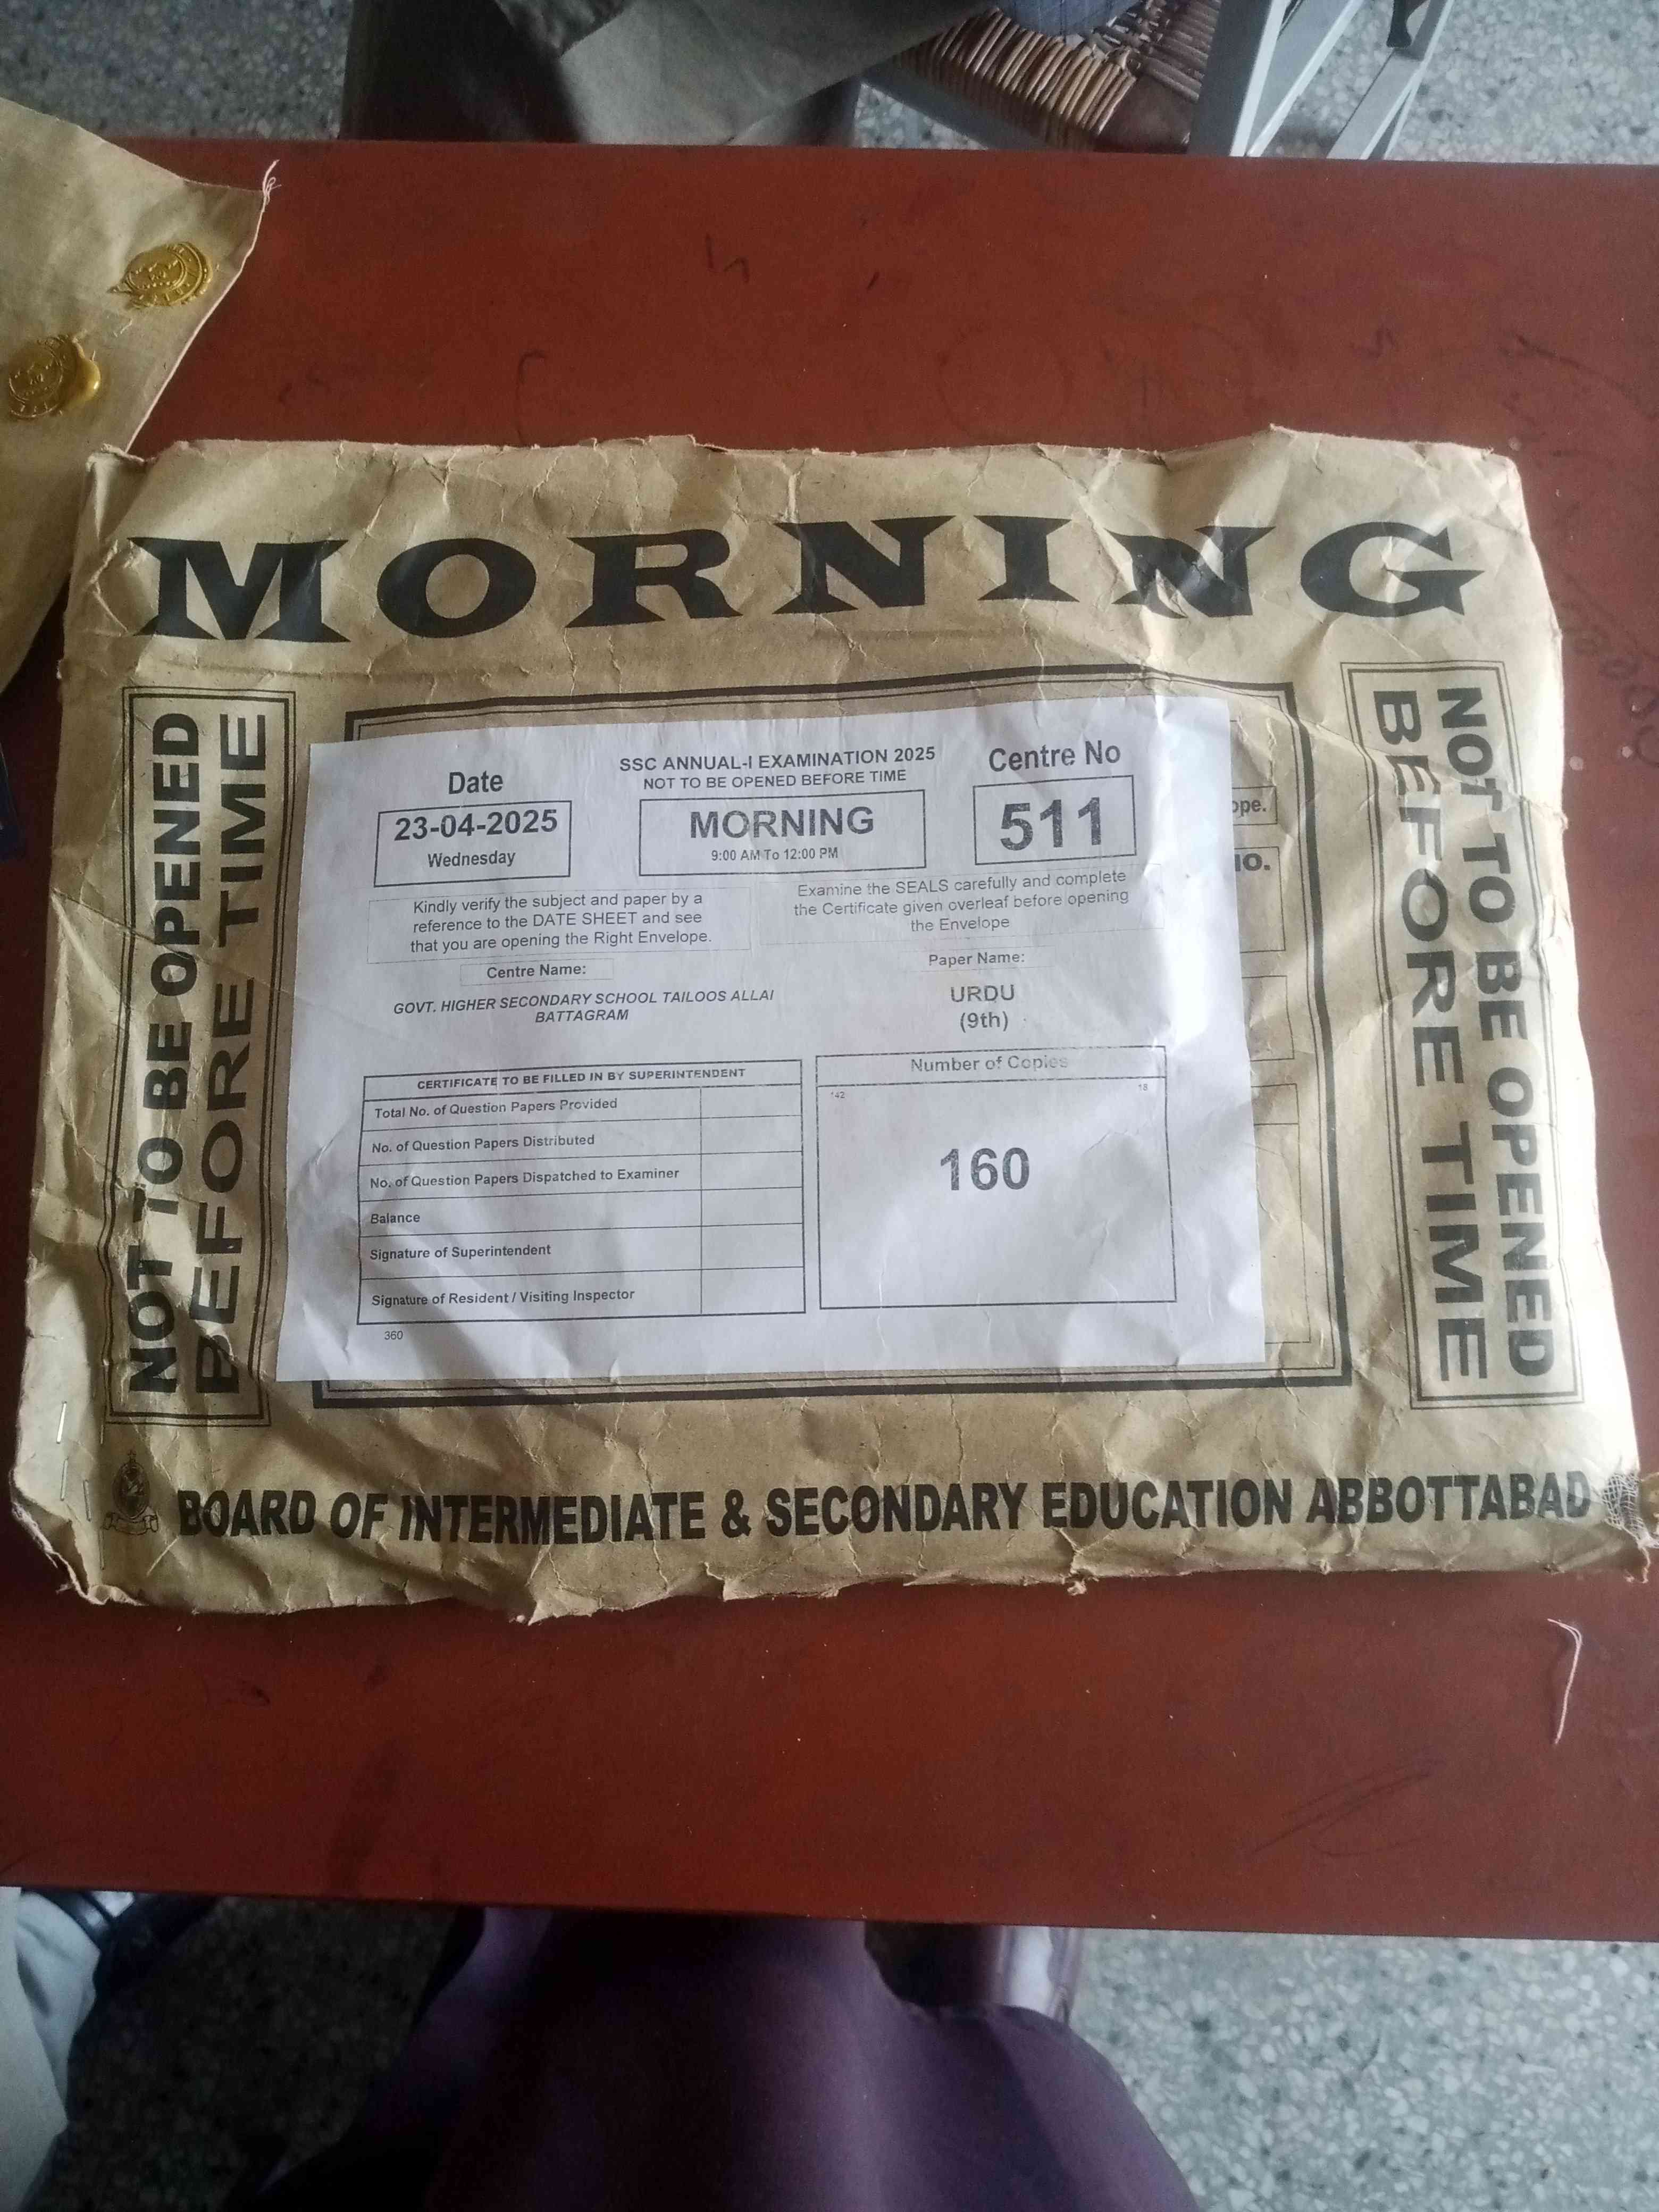 MORNING
NOT TO BE OPENED
BEFORE TIME
Date
23-04-2025
Wednesday
SSC ANNUAL-I EXAMINATION 2025
NOT TO BE OPENED BEFORE TIME
MORNING
9:00 AM To 12:00 PM
Centre No
511
Kindly verify the subject and paper by a
reference to the DATE SHEET and see
that you are opening the Right Envelope.
Examine the SEALS carefully and complete
the Certificate given overleaf before opening
the Envelope
Centre Name:
GOVT. HIGHER SECONDARY SCHOOL TAILOOS ALLAI
BATTAGRAM
Paper Name:
URDU
(9th)
CERTIFICATE TO BE FILLED IN BY SUPERINTENDENT
Total No. of Question Papers Provided
No. of Question Papers Distributed
No. of Question Papers Dispatched to Examiner
Balance
Signature of Superintendent
Signature of Resident / Visiting Inspector
360
Number of Copies
142 18
160
ope.
NOT TO BE OPENED
BEFORE TIME
BOARD OF INTERMEDIATE & SECONDARY EDUCATION ABBOTTABAD